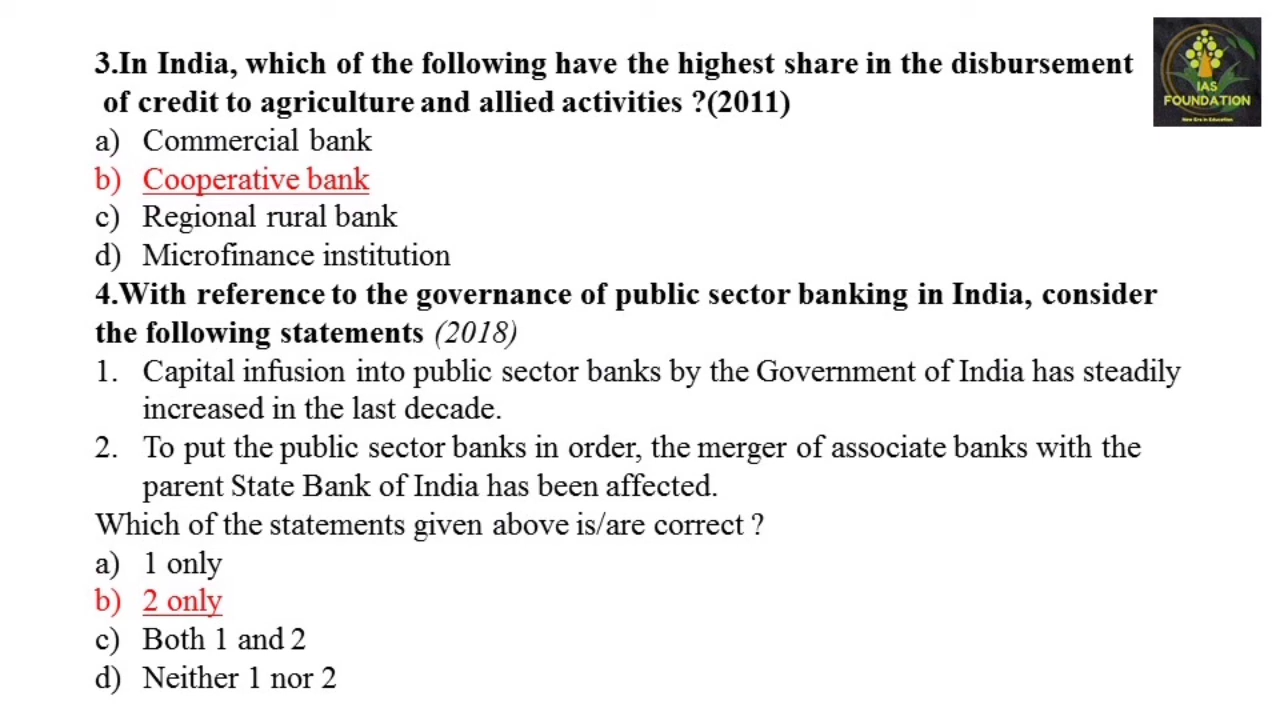 3.In India, which of the following have the highest share in the disbursement
of credit to agriculture and allied activities ?(2011)
a) Commercial bank
b) Cooperative bank
c) Regional rural bank
d) Microfinance institution
4.With reference to the governance of public sector banking in India, consider
the following statements (2018)
1. Capital infusion into public sector banks by the Government of India has steadily
increased in the last decade.
2. To put the public sector banks in order, the merger of associate banks with the
parent State Bank of India has been affected.
Which of the statements given above is/are correct ?
a) 1 only
b) 2 only
c) Both 1 and 2
d) Neither 1 nor 2
IAS
FOUNDATION
New Era in Education